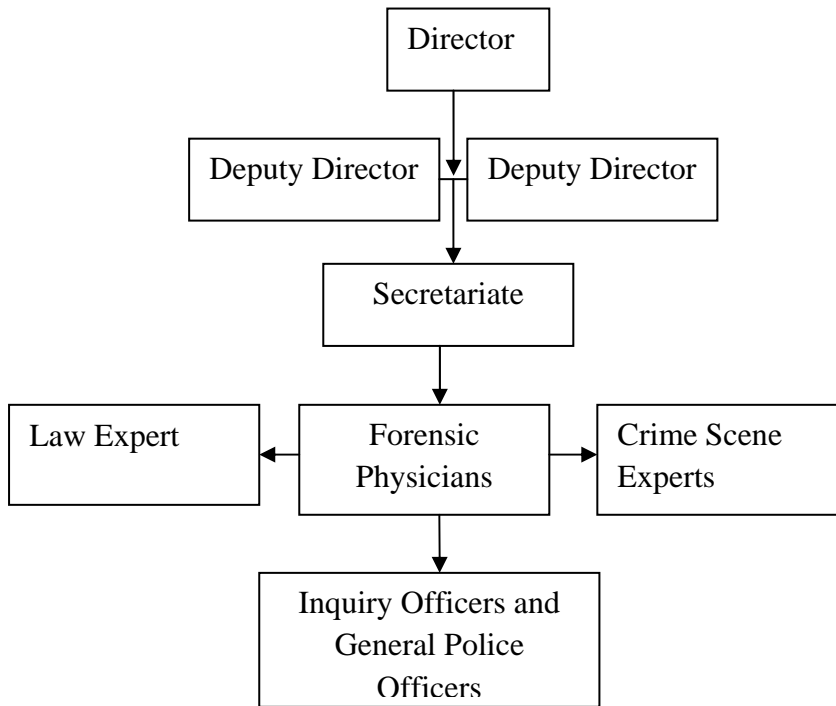 Director
Deputy Director
Deputy Director
Secretariate
Law Expert
Forensic
Physicians
Crime Scene
Experts
Inquiry Officers and
General Police
Officers